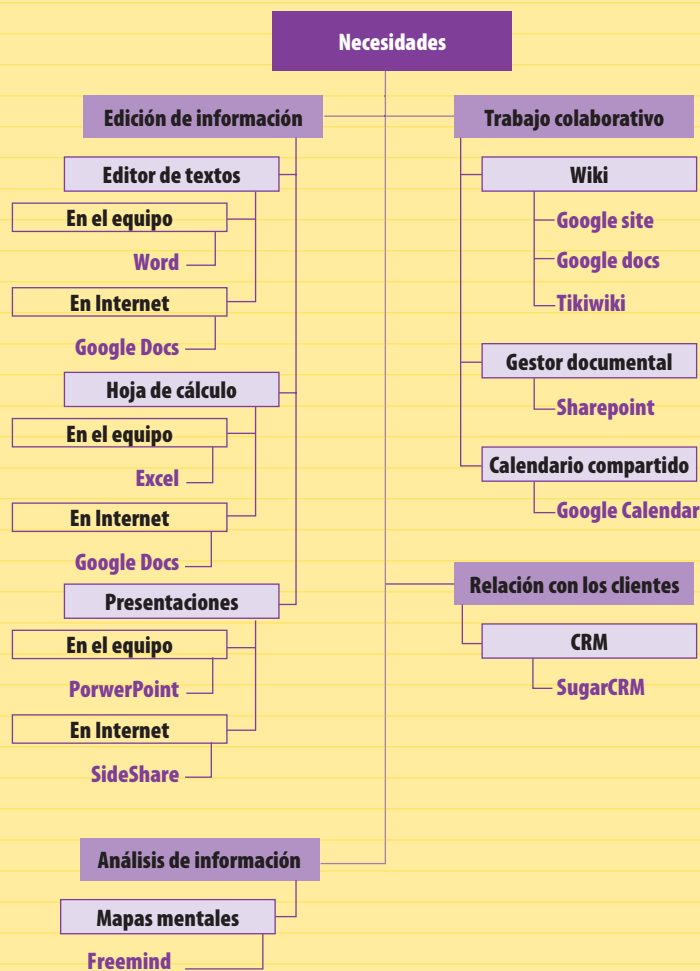 Necesidades
Edición de información
Editor de textos
En el equipo
Word
En Internet
Google Docs
Hoja de cálculo
En el equipo
Excel
En Internet
Google Docs
Presentaciones
En el equipo
PorwerPoint
En Internet
SideShare
Trabajo colaborativo
Wiki
Google site
Google docs
Tikiwiki
Gestor documental
Sharepoint
Calendario compartido
Google Calendar
Relación con los clientes
CRM
SugarCRM
Análisis de información
Mapas mentales
Freemind